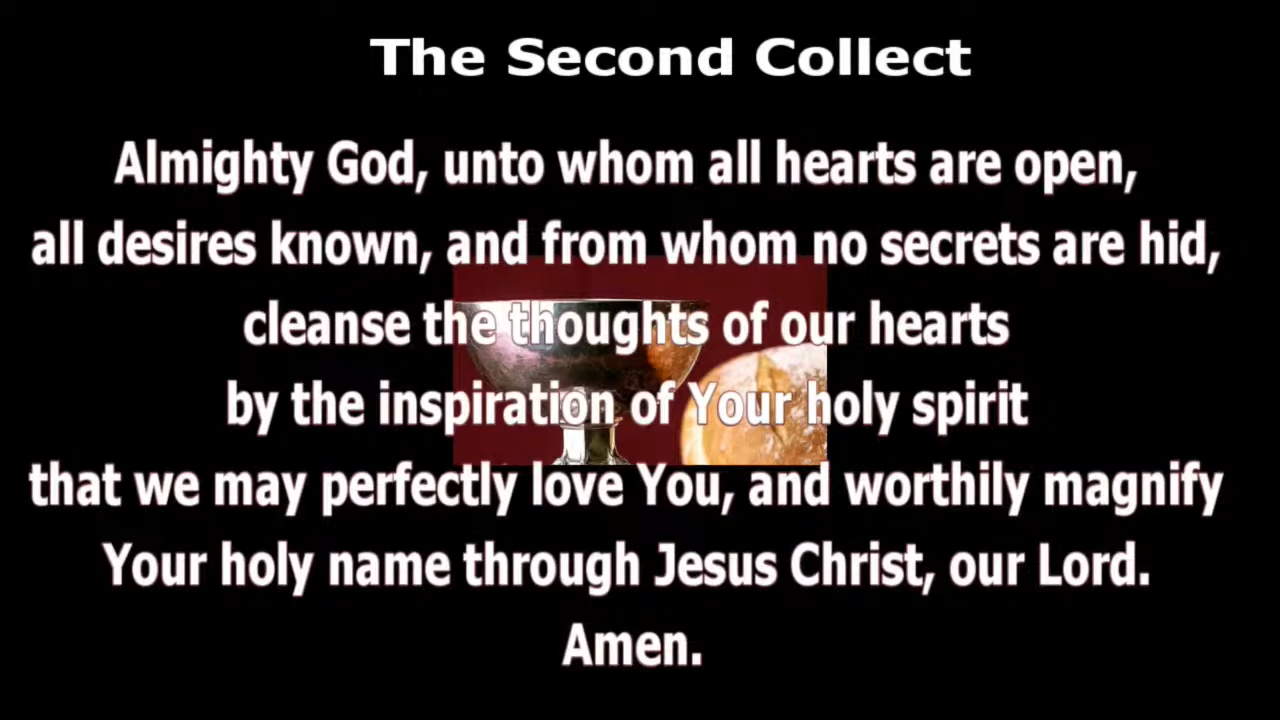 The Second Collect
Almighty God, unto whom all hearts are open,
all desires known, and from whom no secrets are hid,
cleanse the thoughts of our hearts
by the inspiration of Your holy spirit
that we may perfectly love You, and worthily magnify
Your holy name through Jesus Christ, our Lord.
Amen.